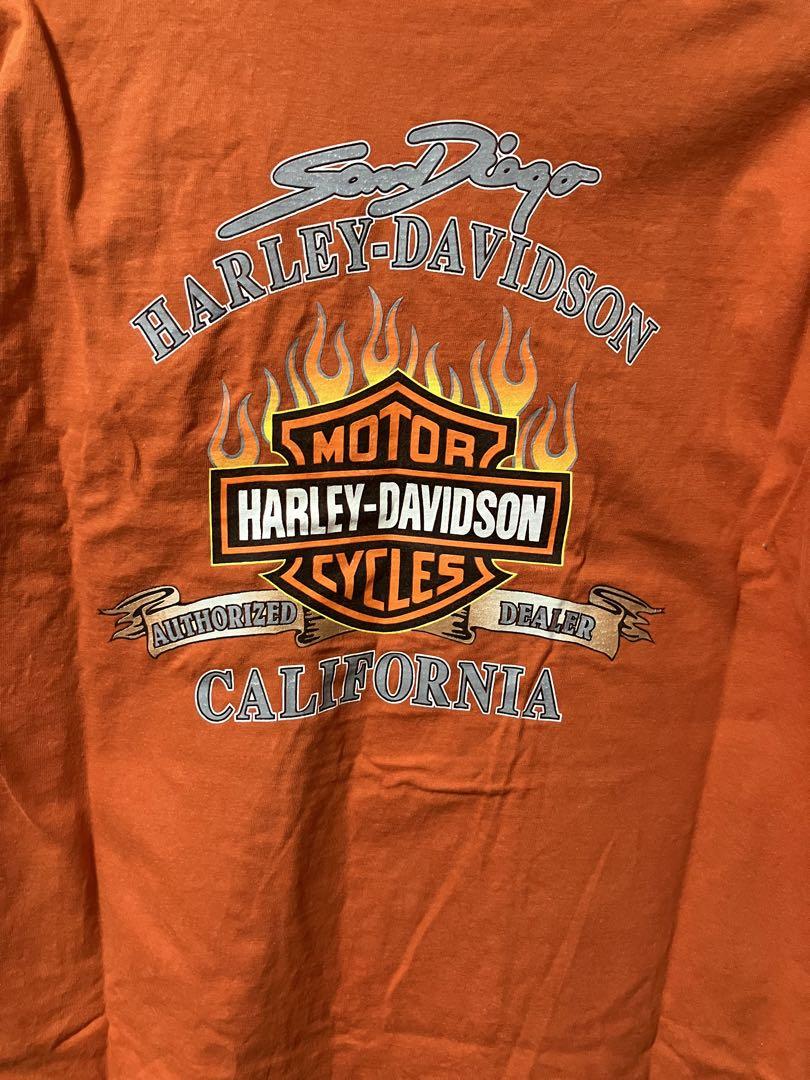 San Diego
HARLEY-DAVIDSON
MOTOR
HARLEY-DAVIDSON
CYCLES
AUTHORIZED DEALER
CALIFORNIA